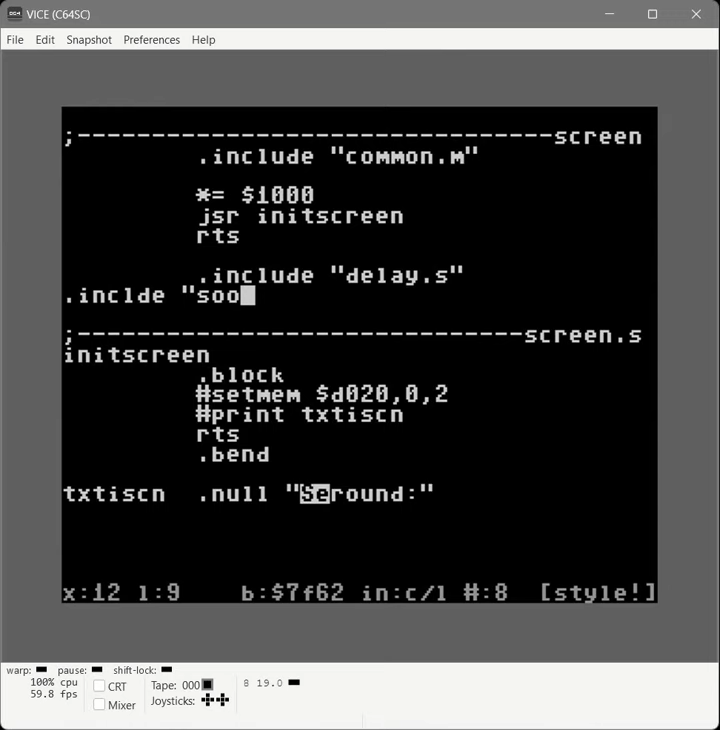 VICE (C64SC)
File Edit Snapshot Preferences Help
;--------------------------------screen
.include "common.m"
*= $1000
jsr initscreen
rts
.include "delay.s"
.inclde "soo
;------------------------------screen.s
initscreen
.block
#setmem $d020,0,2
#print txtiscn
rts
.bend
txtiscn .null "Seround:"
x:12 l:9 b:$7f62 in:c/l #:8 [style!]
warp: pause: shift-lock:
100% cpu
59.8 fps
CRT
Mixer
Tape: 000
Joysticks:
8 19.0